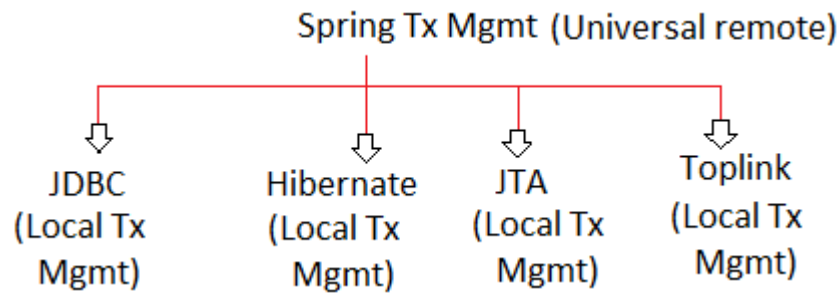 Spring Tx Mgmt (Universal remote)
JDBC
(Local Tx
Mgmt)
Hibernate
(Local Tx
Mgmt)
JTA
(Local Tx
Mgmt)
Toplink
(Local Tx
Mgmt)